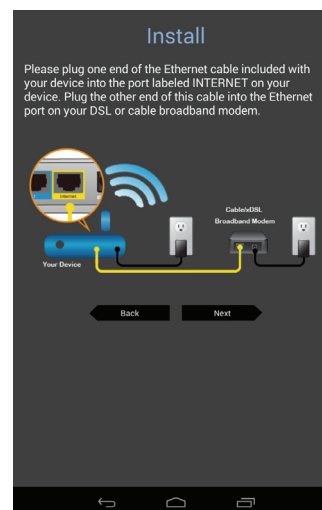 Install
Please plug one end of the Ethernet cable included with
your device into the port labeled INTERNET on your
device. Plug the other end of this cable into the Ethernet
port on your DSL or cable broadband modem.
Internet
Cable/xDSL
Broadband Modem
Your Device
Back
Next